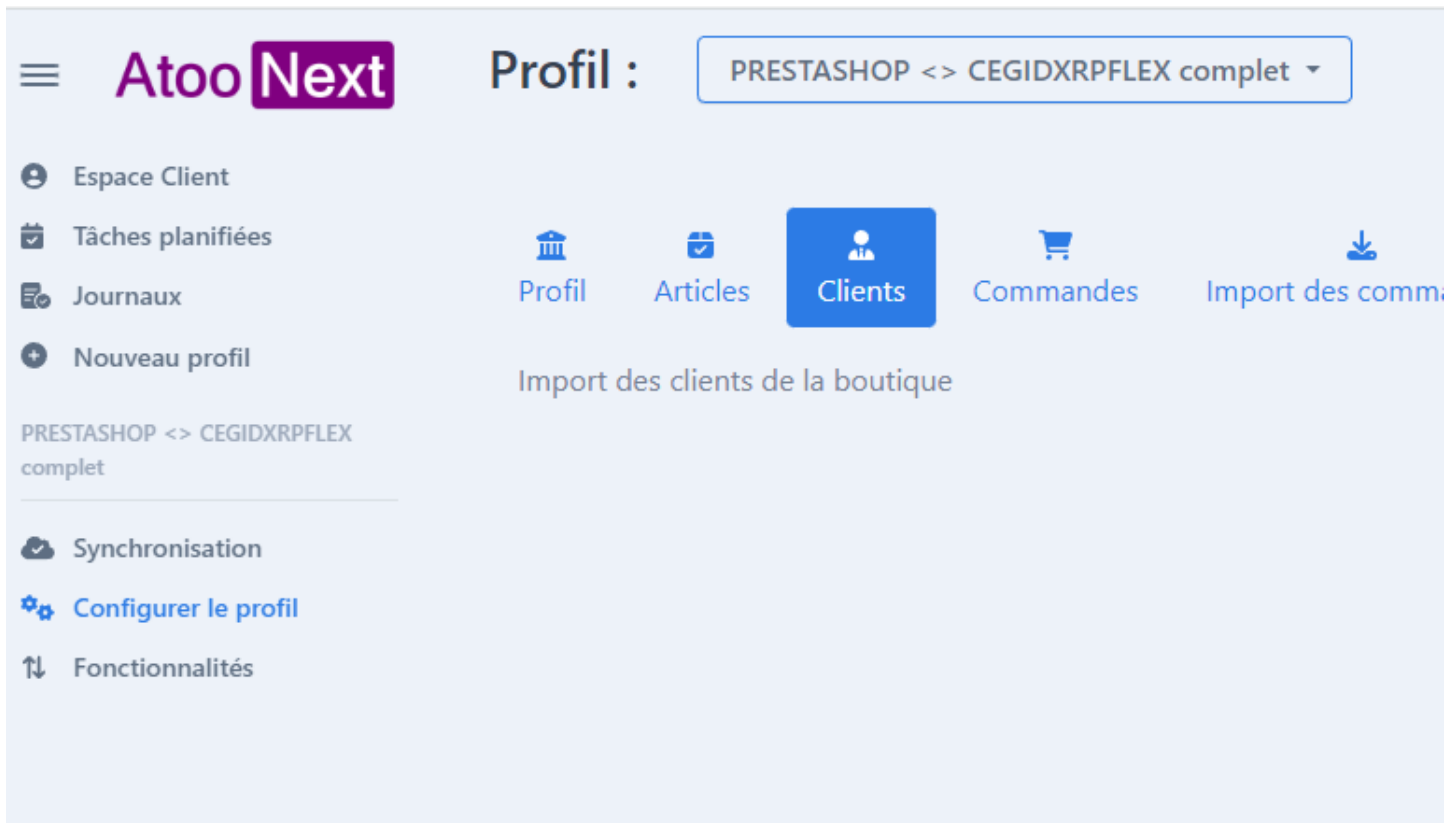 Atoo Next
Profil :
PRESTASHOP <> CEGIDXRPFLEX complet
Espace Client
Tâches planifiées
Journaux
Nouveau profil
PRESTASHOP <> CEGIDXRPFLEX
complet
Synchronisation
Configurer le profil
Fonctionnalités
Profil
Articles
Clients
Commandes
Import des comma
Import des clients de la boutique